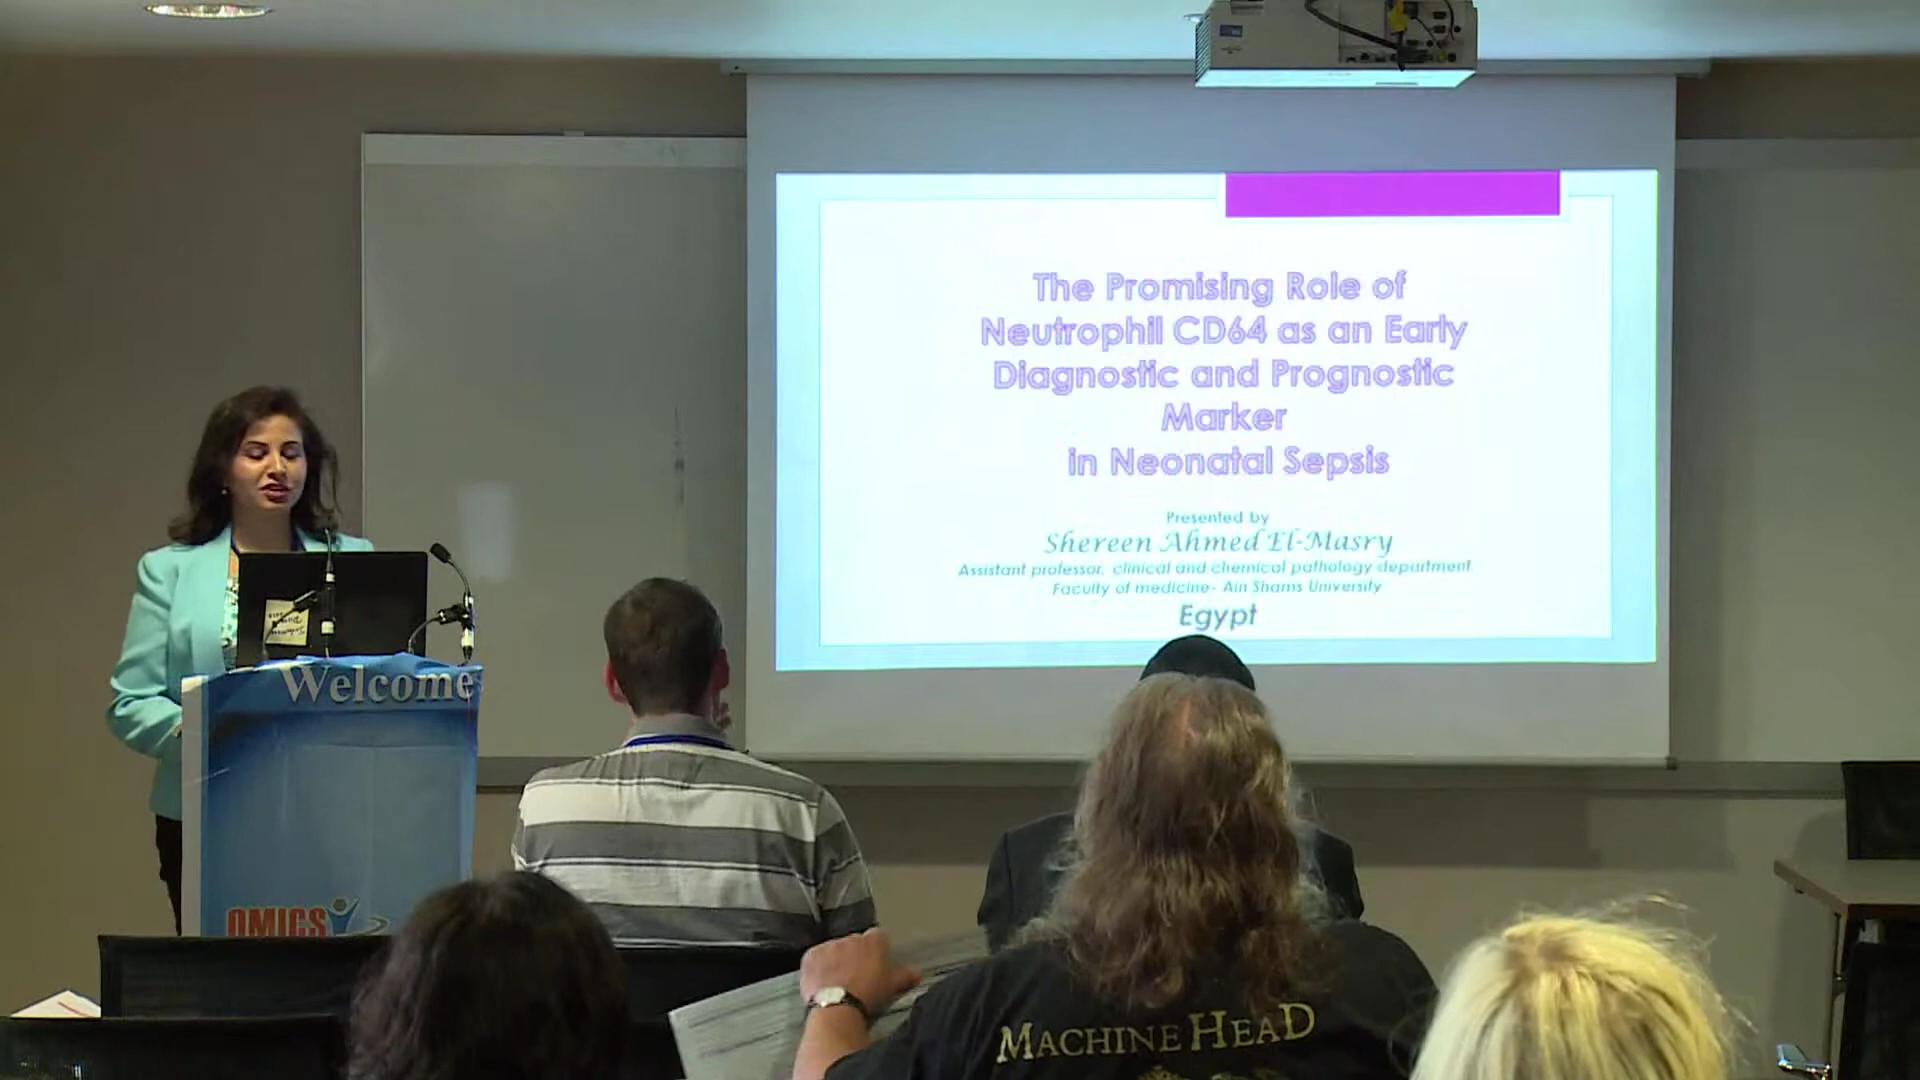 The Promising Role of
Neutrophil CD64 as an Early
Diagnostic and Prognostic
Marker
in Neonatal Sepsis
Presented by
Shereen Ahmed El-Masry
Assistant professor, clinical and chemical pathology department
Faculty of medicine- Ain Shams University
Egypt
Welcome
OMICS
MACHINE HEAD